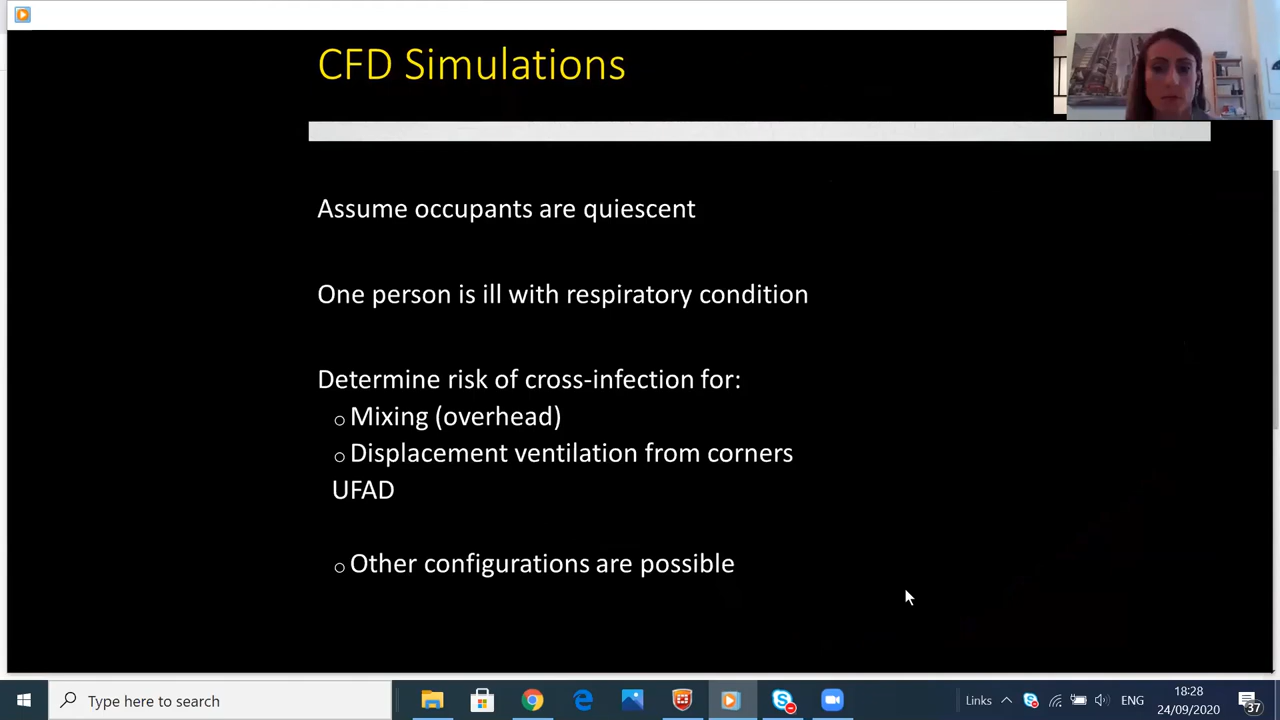 CFD Simulations
Assume occupants are quiescent
One person is ill with respiratory condition
Determine risk of cross-infection for:
○ Mixing (overhead)
○ Displacement ventilation from corners
UFAD
○ Other configurations are possible
Type here to search
Links
ENG
18:28
24/09/2020
37